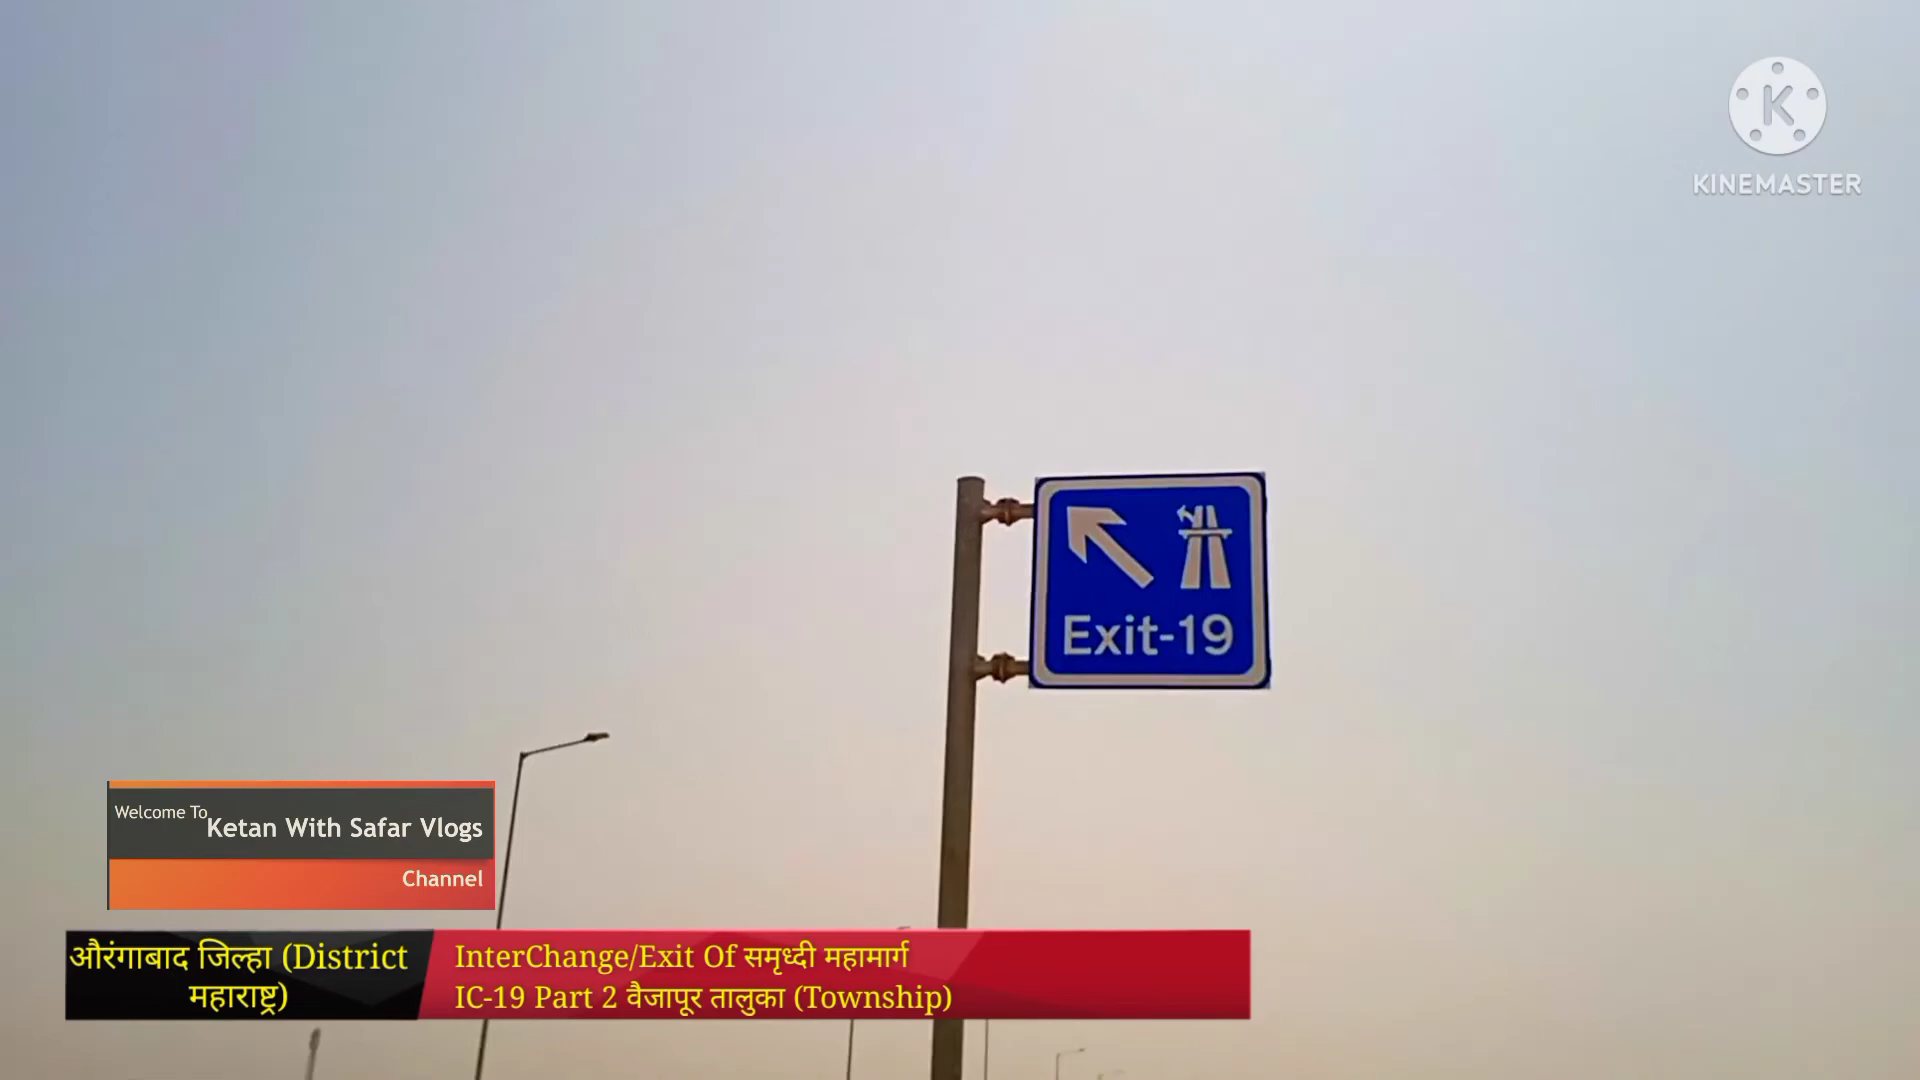 K
KINEMASTER
Exit-19
Welcome To
Ketan With Safar Vlogs
Channel
औरंगाबाद जिल्हा (District
महाराष्ट्र)
InterChange/Exit Of समृध्दी महामार्ग
IC-19 Part 2 वैजापूर तालुका (Township)